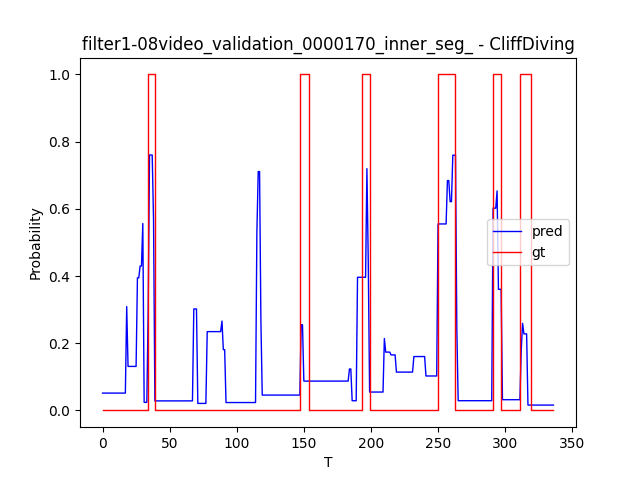 filter1-08video_validation_0000170_inner_seg_ - CliffDiving
1.0
0.8
0.6
0.4
0.2
0.0
Probability
pred
gt
0 50 100 150 200 250 300 350
T